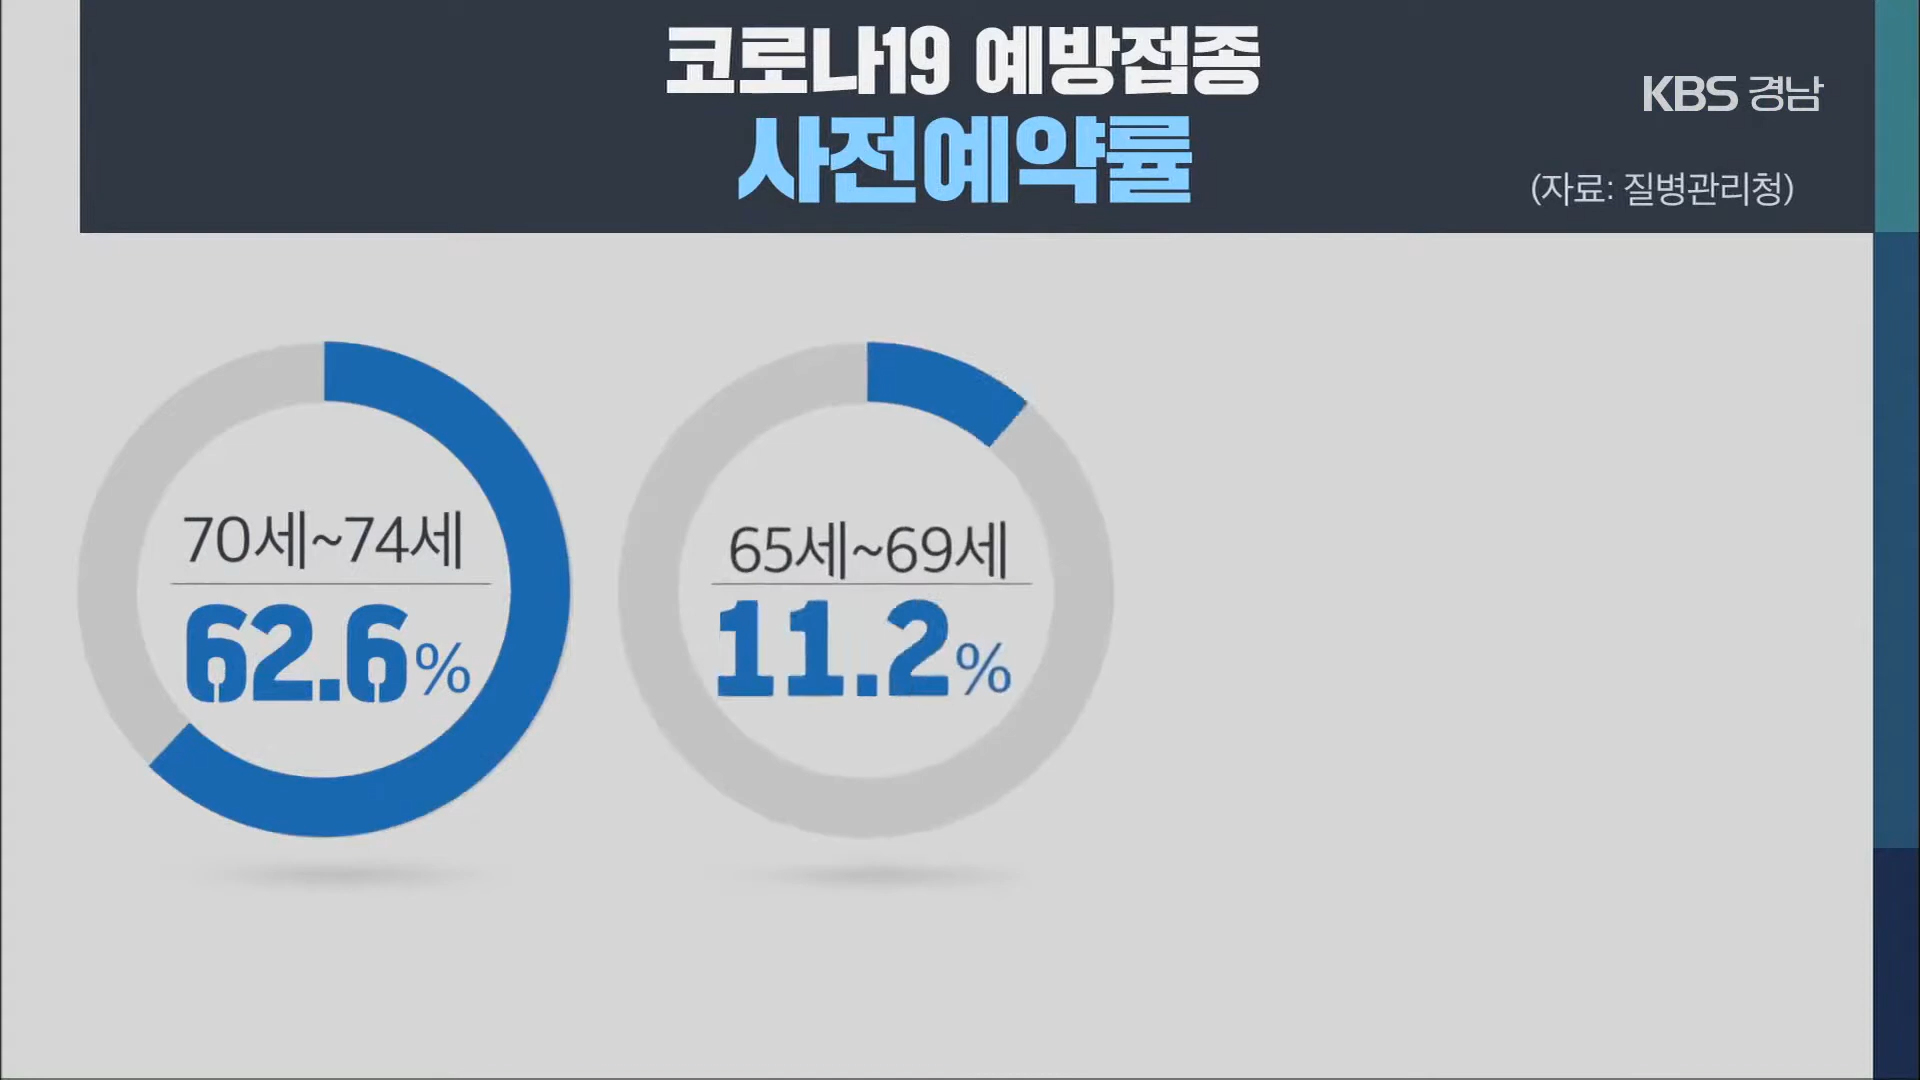 코로나19 예방접종
사전예약률
KBS 경남
(자료: 질병관리청)
70세~74세
62.6%
65세~69세
11.2%